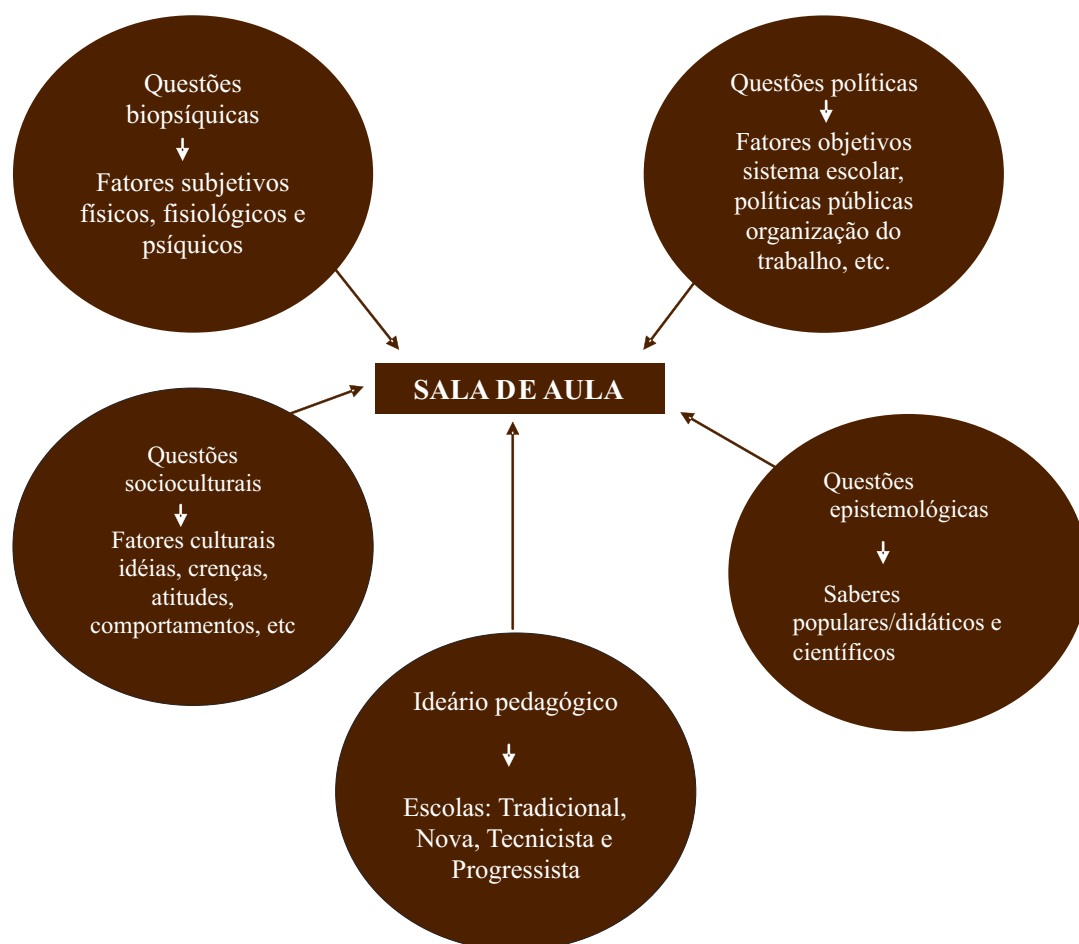 Questões
biopsíquicas
Fatores subjetivos
físicos, fisiológicos e
psíquicos
Questões políticas
Fatores objetivos
sistema escolar,
políticas públicas
organização do
trabalho, etc.
SALA DE AULA
Questões
socioculturais
Fatores culturais
idéias, crenças,
atitudes,
comportamentos, etc
Questões
epistemológicas
Saberes
populares/didáticos e
científicos
Ideário pedagógico
Escolas: Tradicional,
Nova, Tecnicista e
Progressista